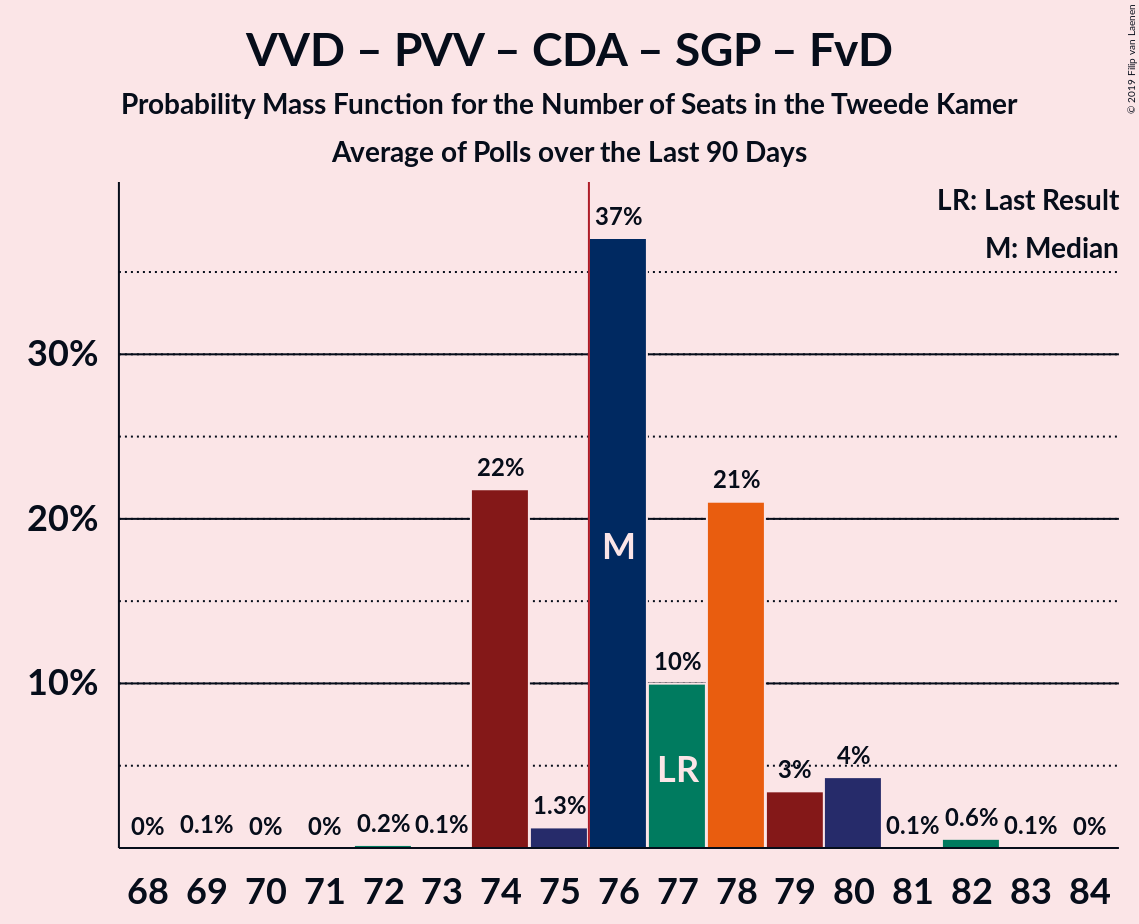 VVD – PVV – CDA – SGP – FvD
Probability Mass Function for the Number of Seats in the Tweede Kamer
Average of Polls over the Last 90 Days
© 2019 Filip van Laenen
LR: Last Result
M: Median
30%
20%
10%
0% 0.1% 0% 0% 0.2% 0.1% 22% 1.3% 37% 10% 21% 3% 4% 0.1% 0.6% 0.1% 0%
M
LR
68 69 70 71 72 73 74 75 76 77 78 79 80 81 82 83 84